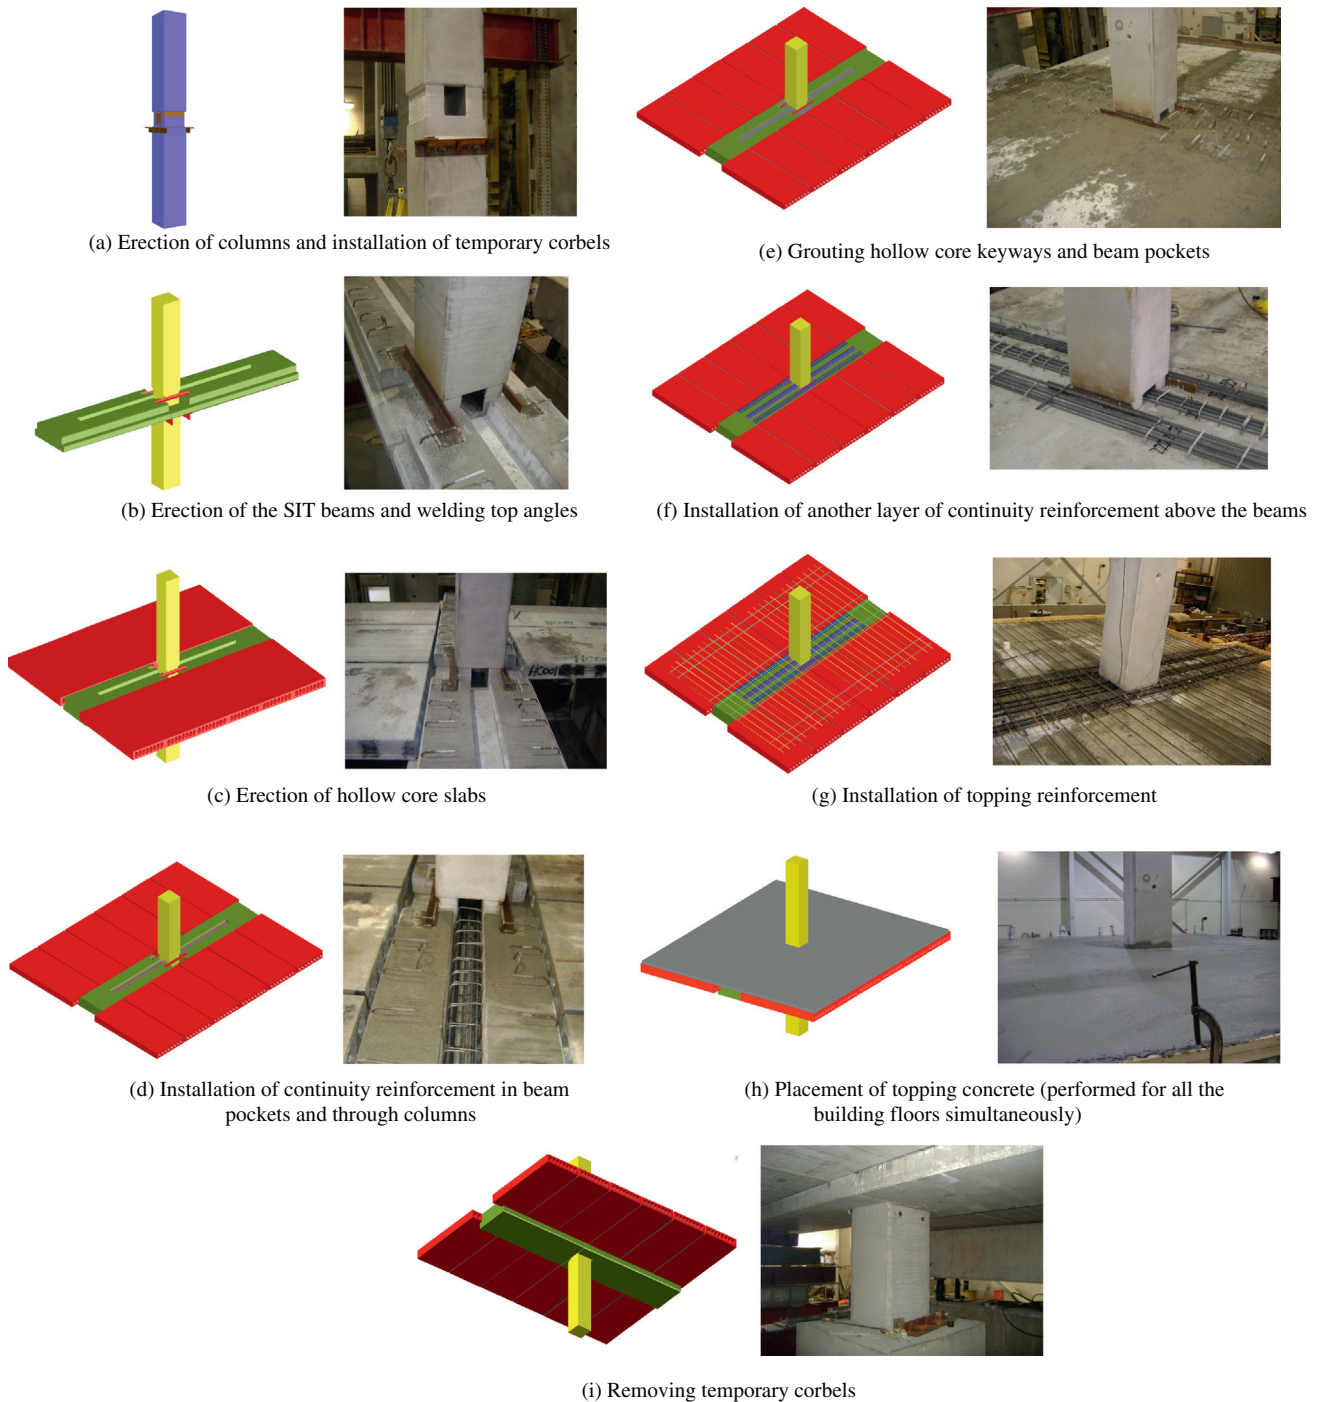 (a) Erection of columns and installation of temporary corbels
(b) Erection of the SIT beams and welding top angles
HC001
HC001
(c) Erection of hollow core slabs
(d) Installation of continuity reinforcement in beam
pockets and through columns
(e) Grouting hollow core keyways and beam pockets
(f) Installation of another layer of continuity reinforcement above the beams
(g) Installation of topping reinforcement
(h) Placement of topping concrete (performed for all the
building floors simultaneously)
(i) Removing temporary corbels